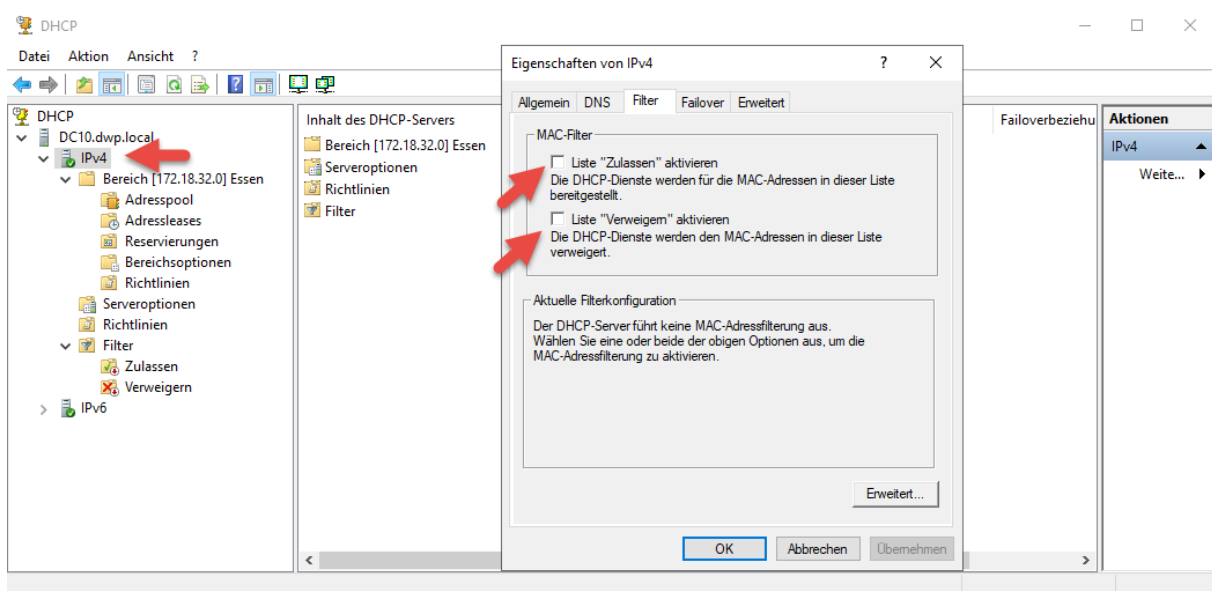 DHCP
Datei Aktion Ansicht ?
DHCP
DC10.dwp.local
IPv4
Bereich [172.18.32.0] Essen
Adresspool
Adressleases
Reservierungen
Bereichsoptionen
Richtlinien
Serveroptionen
Richtlinien
Filter
Zulassen
Verweigern
IPv6
Inhalt des DHCP-Servers
Bereich [172.18.32.0] Essen
Serveroptionen
Richtlinien
Filter
Eigenschaften von IPv4 ?
Allgemein DNS Filter Failover Erweitert
MAC-Filter
Liste "Zulassen" aktivieren
Die DHCP-Dienste werden für die MAC-Adressen in dieser Liste
bereitgestellt.
Liste "Verweigern" aktivieren
Die DHCP-Dienste werden den MAC-Adressen in dieser Liste
verweigert.
Aktuelle Filterkonfiguration
Der DHCP-Server führt keine MAC-Adressfilterung aus.
Wählen Sie eine oder beide der obigen Optionen aus, um die
MAC-Adressfilterung zu aktivieren.
Erweitert...
OK Abbrechen Übernehmen
Failoverbeziehu
Aktionen
IPv4
Weite...